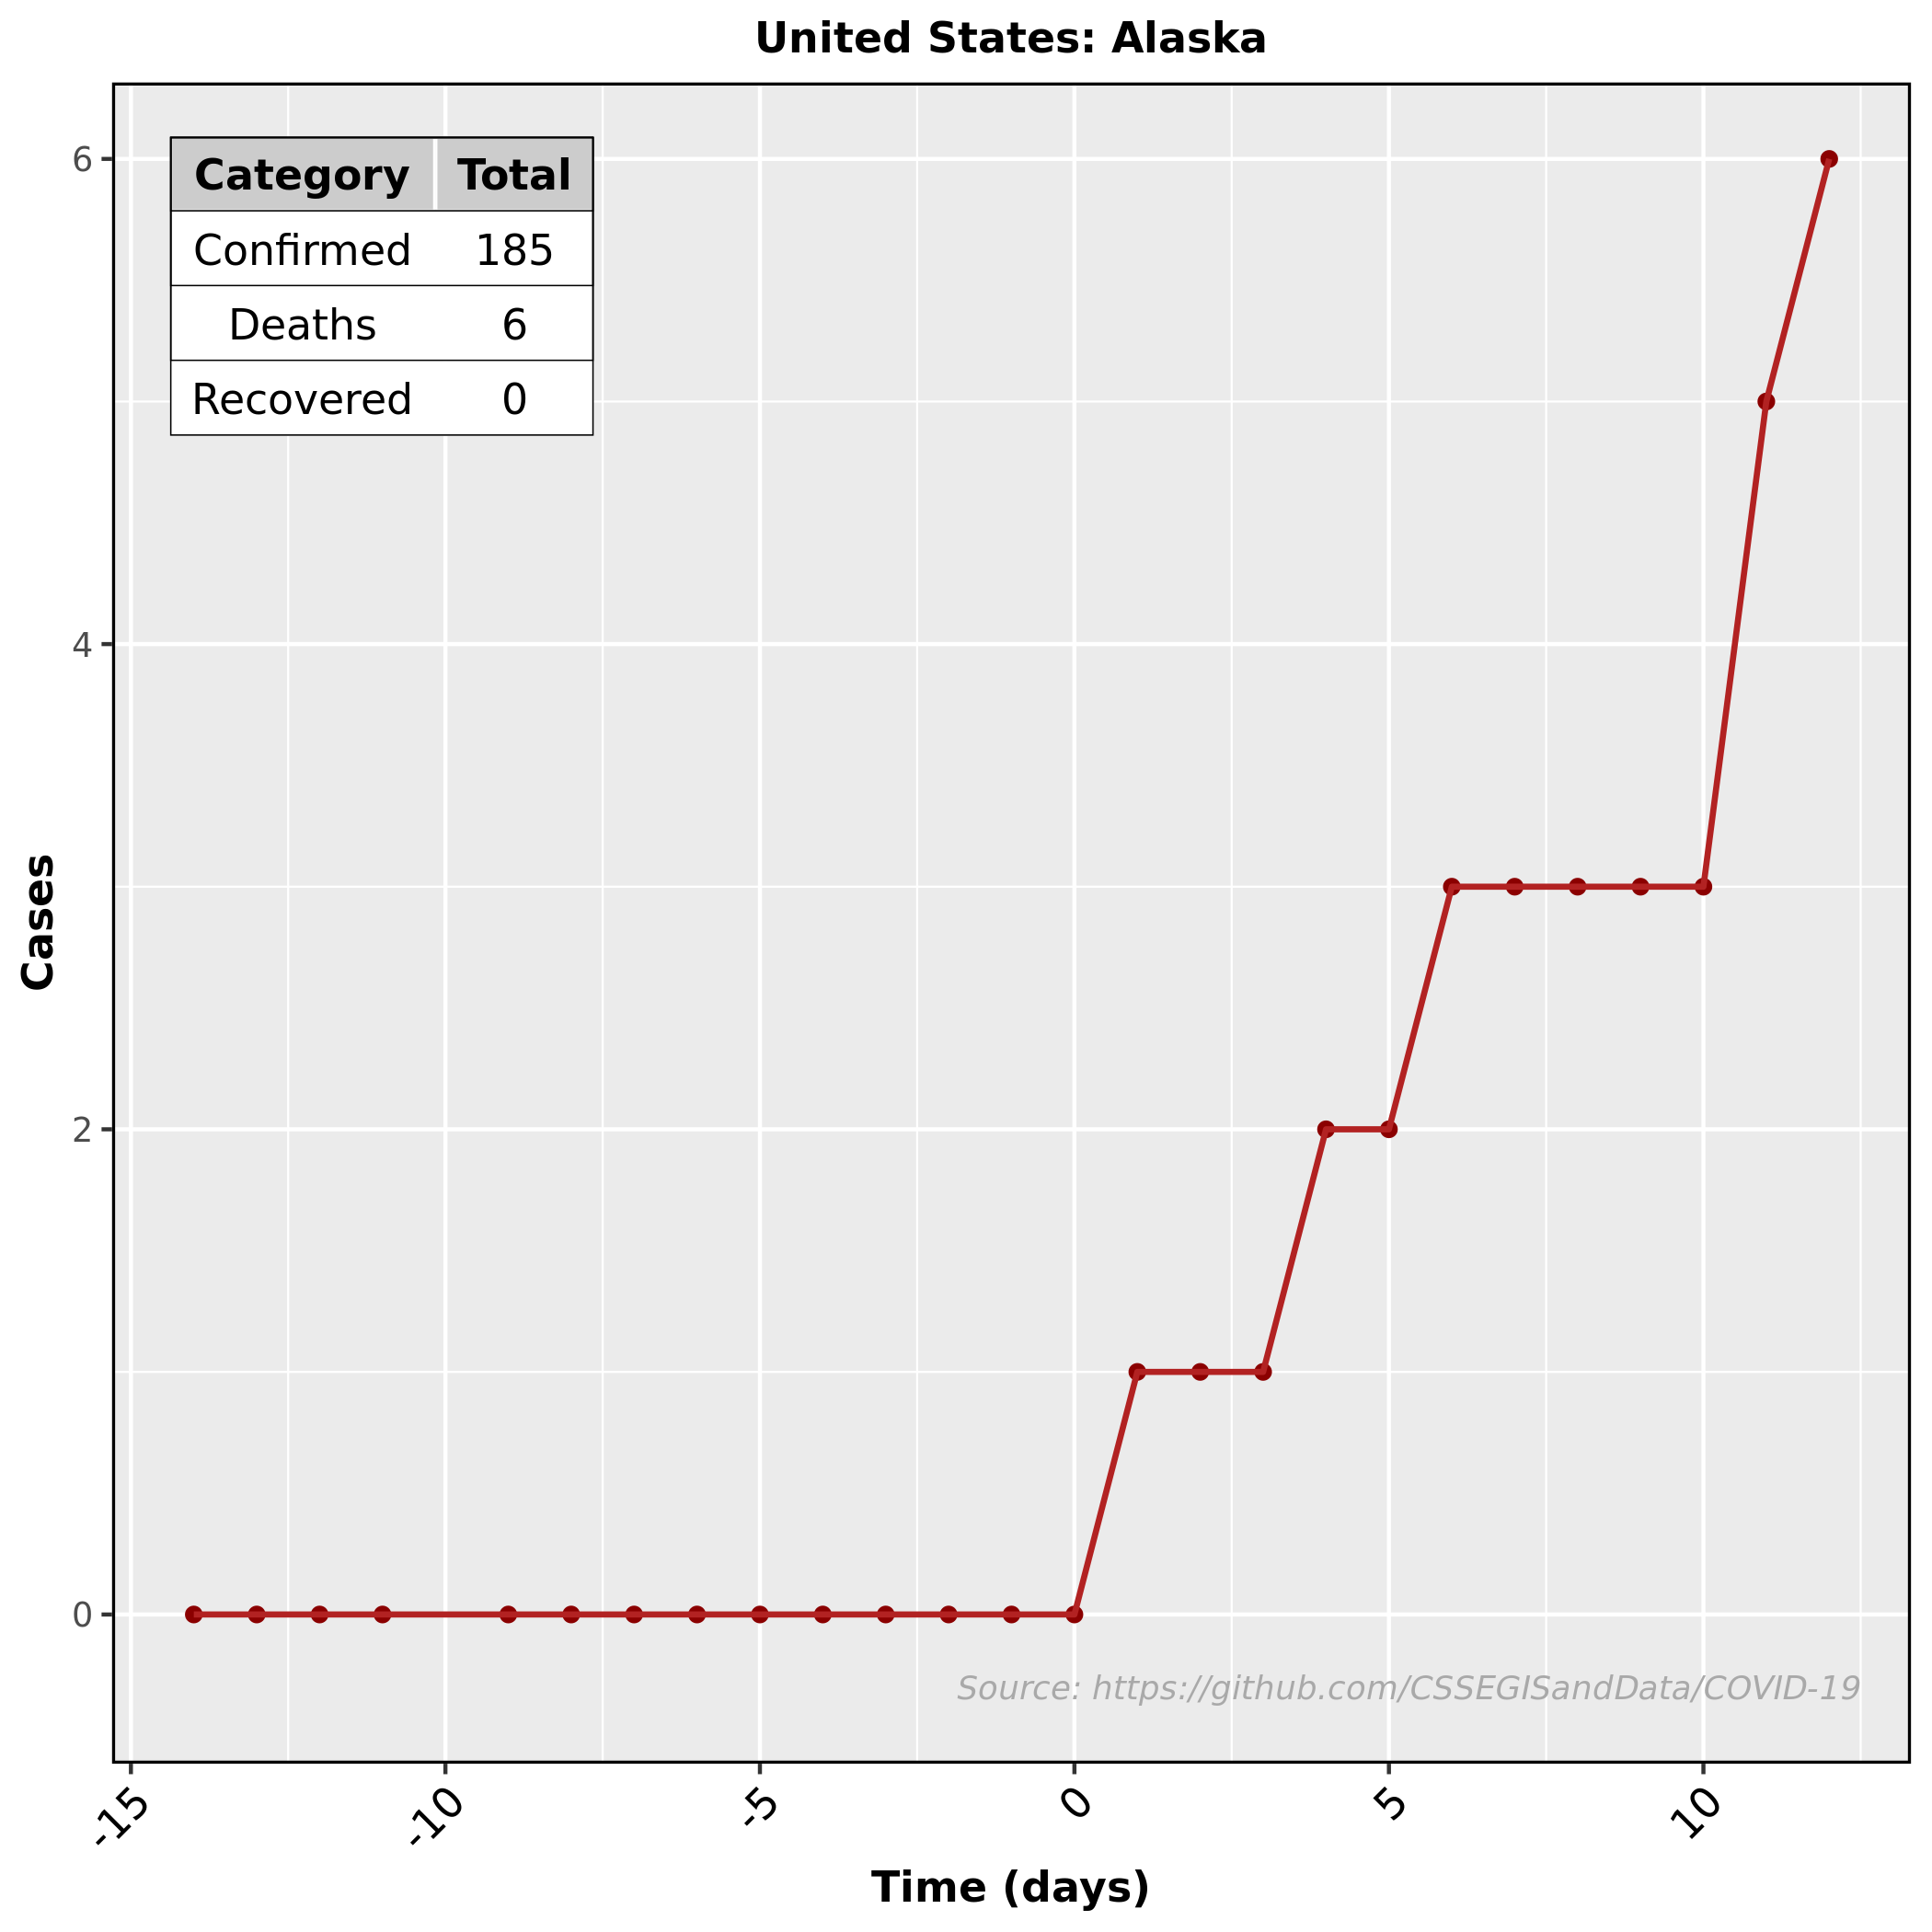 United States: Alaska
Category Total
Confirmed 185
Deaths 6
Recovered 0
6
4
2
0
Cases
Source: https://github.com/CSSEGISandData/COVID-19
-15 -10 -5 0 5 10
Time (days)